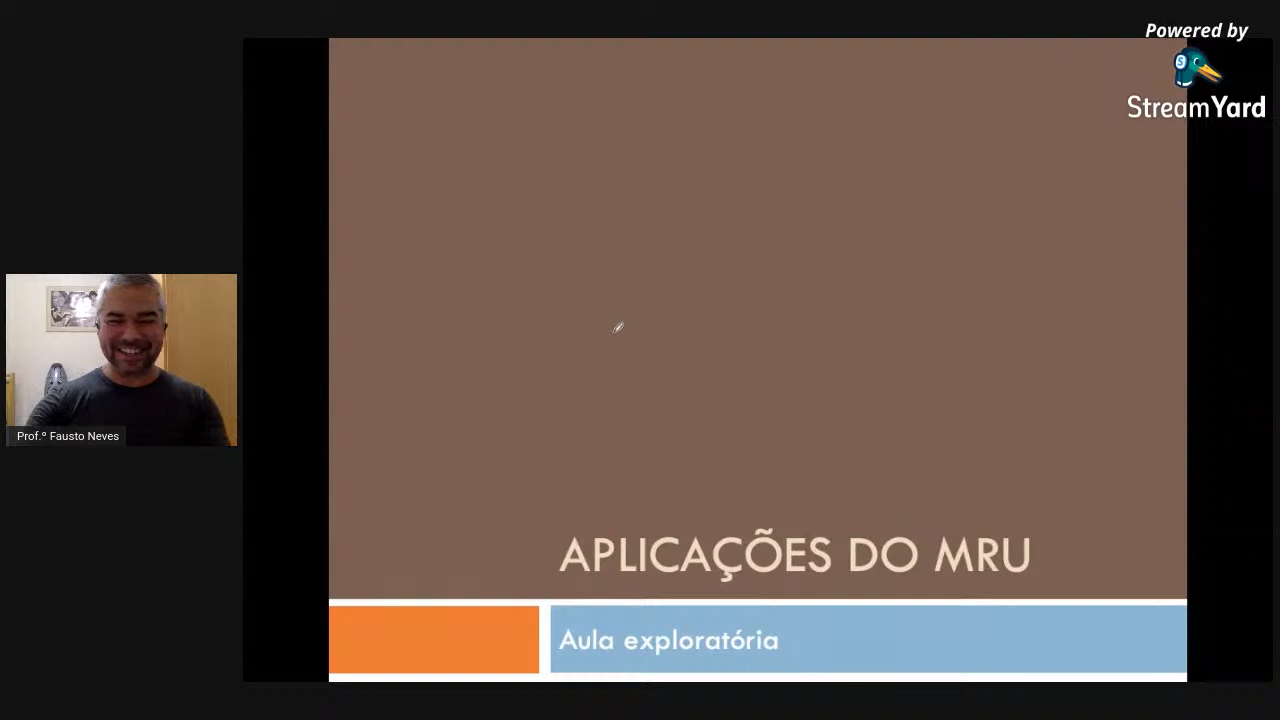 Powered by
StreamYard
Prof.º Fausto Neves
APLICAÇÕES DO MRU
Aula exploratória